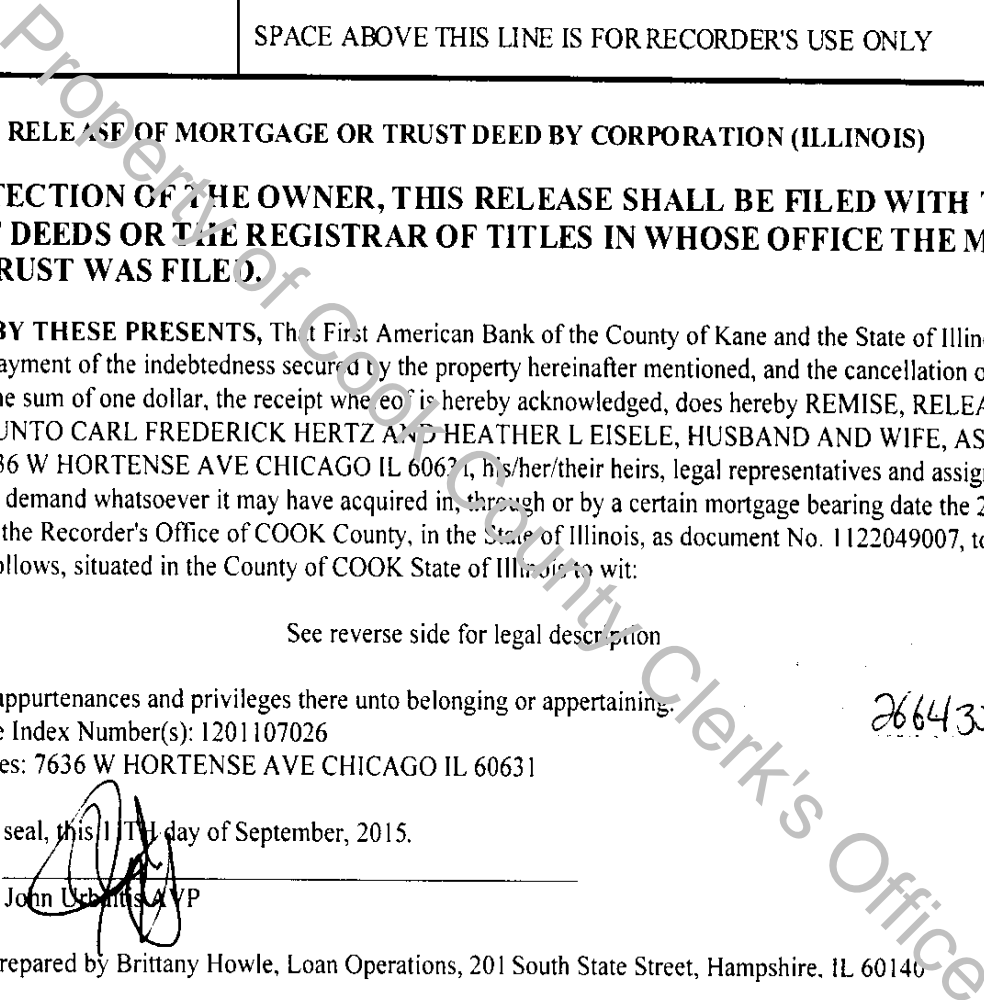 SPACE ABOVE THIS LINE IS FOR RECORDER'S USE ONLY
RELEASE OF MORTGAGE OR TRUST DEED BY CORPORATION (ILLINOIS)
TECTION OF THE OWNER, THIS RELEASE SHALL BE FILED WITH
DEEDS OR THE REGISTRAR OF TITLES IN WHOSE OFFICE THE M
RUST WAS FILED.
BY THESE PRESENTS, That First American Bank of the County of Kane and the State of Illin
ayment of the indebtedness secured by the property hereinafter mentioned, and the cancellation o
he sum of one dollar, the receipt whereof is hereby acknowledged, does hereby REMISE, RELEA
UNTO CARL FREDERICK HERTZ AND HEATHER L EISELE, HUSBAND AND WIFE, AS
36 W HORTENSE AVE CHICAGO IL 60631, his/her/their heirs, legal representatives and assig
demand whatsoever it may have acquired in, through or by a certain mortgage bearing date the 2
the Recorder's Office of COOK County, in the State of Illinois, as document No. 1122049007, to
ollows, situated in the County of COOK State of Illinois to wit:
See reverse side for legal description
appurtenances and privileges there unto belonging or appertaining.
e Index Number(s): 1201107026
es: 7636 W HORTENSE AVE CHICAGO IL 60631
266433
seal, this 11TH day of September, 2015.
John Urbutis AVP
repared by Brittany Howle, Loan Operations, 201 South State Street, Hampshire, IL 60140
Property of Cook County Clerk's Office